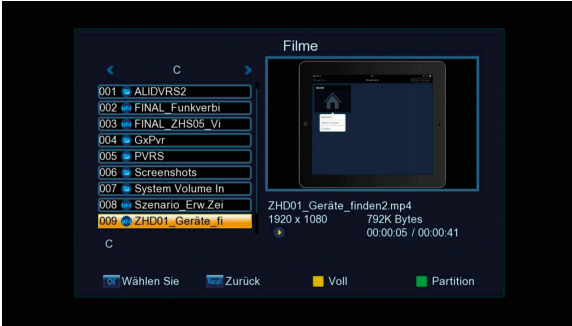 Filme
C
001 ALIDVRS2
002 FINAL_Funkverbi
003 FINAL_ZHS05_Vi
004 GxPvr
005 PVRS
006 Screenshots
007 System Volume In
008 Szenario_Erw.Zei
009 ZHD01_Geräte_fi
C
ZHD01_Geräte_finden2.mp4
1920 x 1080 792K Bytes
00:00:05 / 00:00:41
OK Wählen Sie Recall Zurück Voll Partition